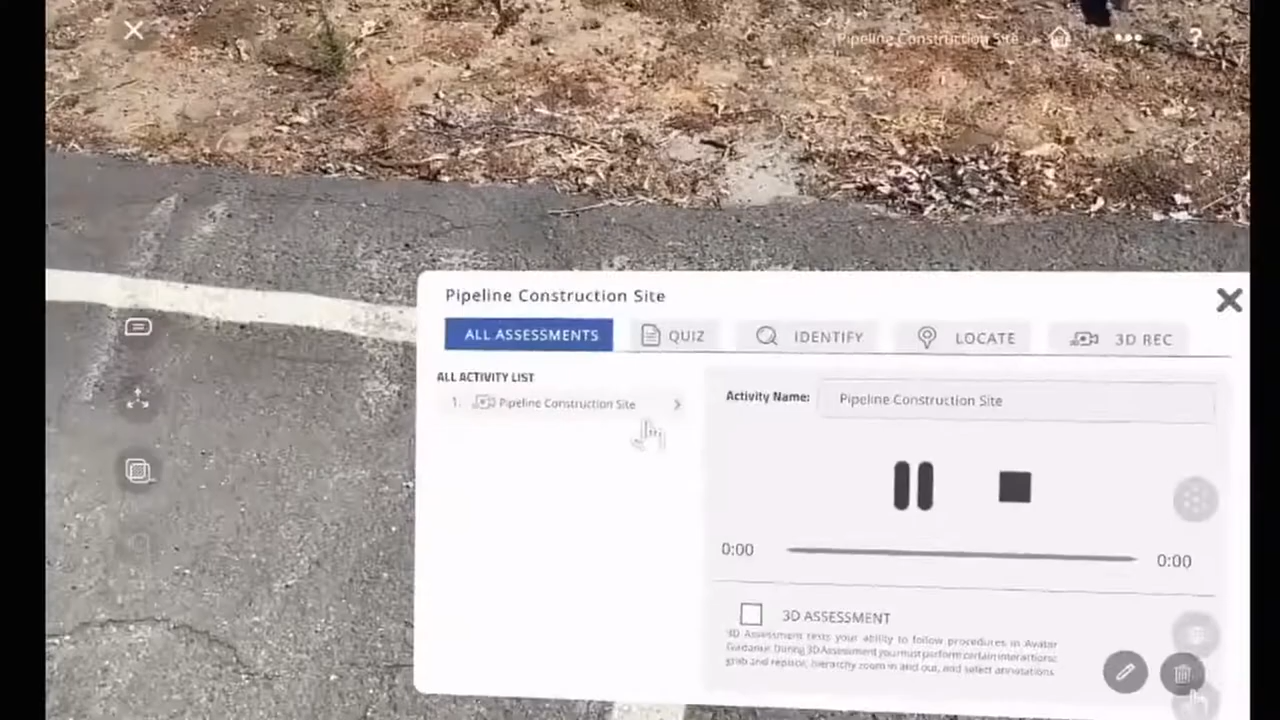 Pipeline Construction Site
?
Pipeline Construction Site
ALL ASSESSMENTS
QUIZ
IDENTIFY
LOCATE
3D REC
ALL ACTIVITY LIST
1. Pipeline Construction Site
Activity Name: Pipeline Construction Site
0:00
0:00
3D ASSESSMENT
3D Assessment tests your ability to follow procedures in Avatar
Guidance. During 3D Assessment you must perform certain interactions:
grab and replace, hierarchy zoom in and out, and select annotations